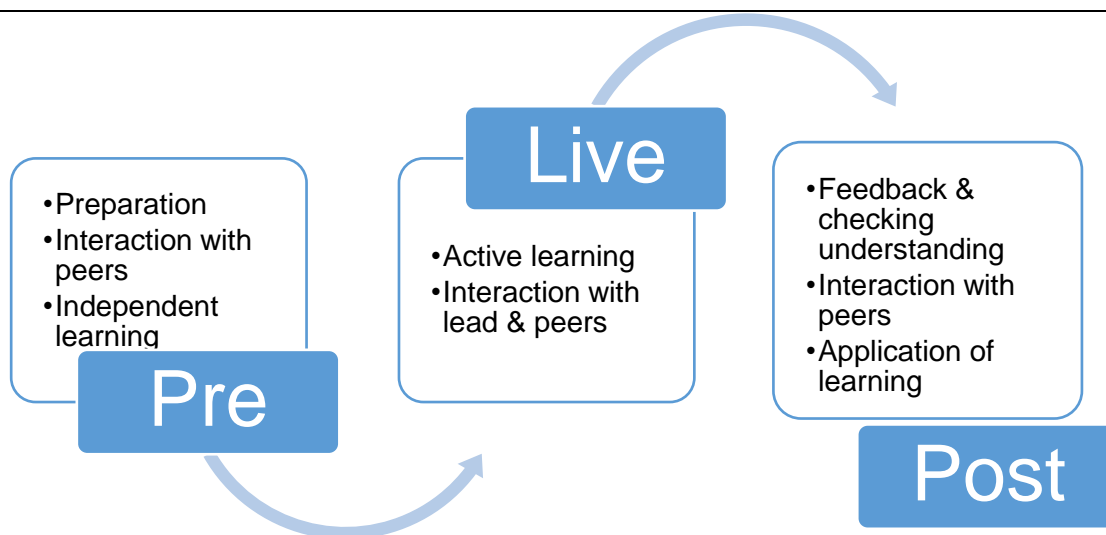 •Preparation
•Interaction with
peers
•Independent
learning
Pre
Live
•Active learning
•Interaction with
lead & peers
•Feedback &
checking
understanding
•Interaction with
peers
•Application of
learning
Post